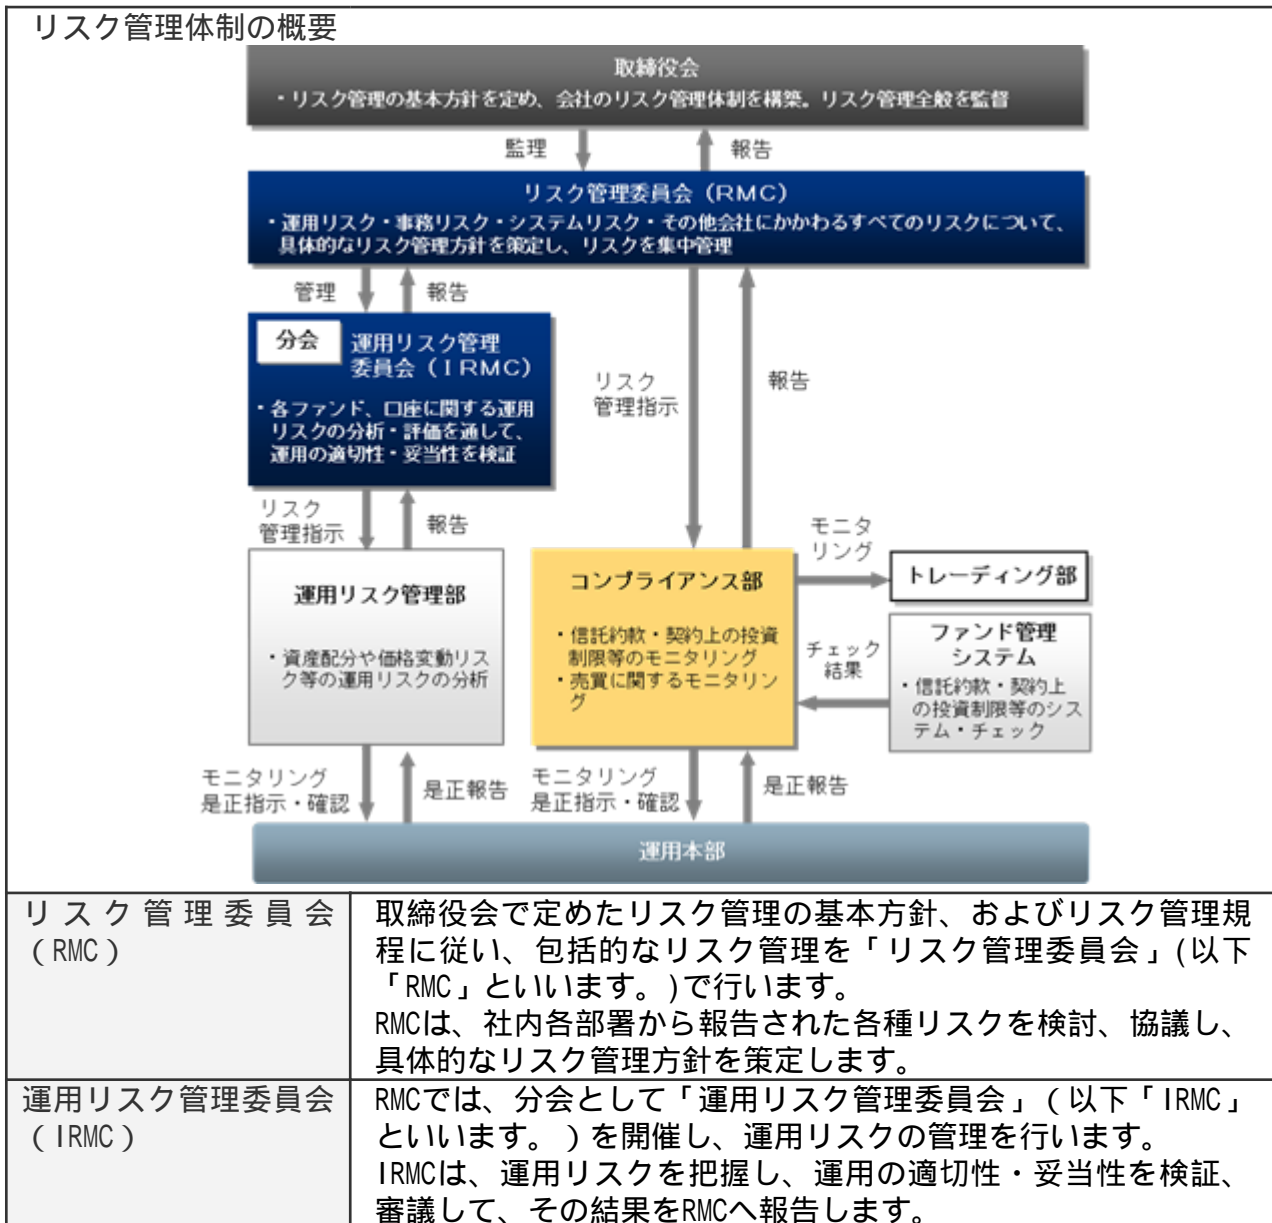 リスク管理体制の概要
取締役会
・リスク管理の基本方針を定め、会社のリスク管理体制を構築。リスク管理全般を監督
監理
報告
リスク管理委員会（RMC）
・運用リスク・事務リスク・システムリスク・その他会社にかかわるすべてのリスクについて、
具体的なリスク管理方針を策定し、リスクを集中管理
管理
報告
分会
運用リスク管理
委員会（IRMC）
・各ファンド、口座に関する運用
リスクの分析・評価を通して、
運用の適切性・妥当性を検証
リスク
管理指示
報告
リスク
管理指示
報告
運用リスク管理部
・資産配分や価格変動リス
ク等の運用リスクの分析
コンプライアンス部
・信託約款・契約上の投資
制限等のモニタリング
・売買に関するモニタリン
グ
モニタ
リング
トレーディング部
チェック
結果
ファンド管理
システム
・信託約款・契約上
の投資制限等のシス
テム・チェック
モニタリング
是正指示・確認
是正報告
モニタリング
是正指示・確認
是正報告
運用本部
リスク管理委員会
（RMC）
取締役会で定めたリスク管理の基本方針、およびリスク管理規
程に従い、包括的なリスク管理を「リスク管理委員会」(以下
「RMC」といいます。)で行います。
RMCは、社内各部署から報告された各種リスクを検討、協議し、
具体的なリスク管理方針を策定します。
運用リスク管理委員会
（IRMC）
RMCでは、分会として「運用リスク管理委員会」（以下「IRMC」
といいます。）を開催し、運用リスクの管理を行います。
IRMCは、運用リスクを把握し、運用の適切性・妥当性を検証、
審議して、その結果をRMCへ報告します。